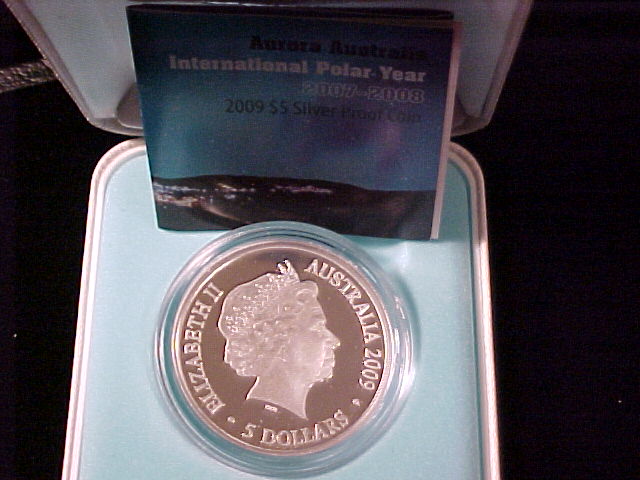 Aurora Australis
International Polar Year
2007-2008
2009 $5 Silver Proof Coin
ELIZABETH II
AUSTRALIA 2009
5 DOLLARS